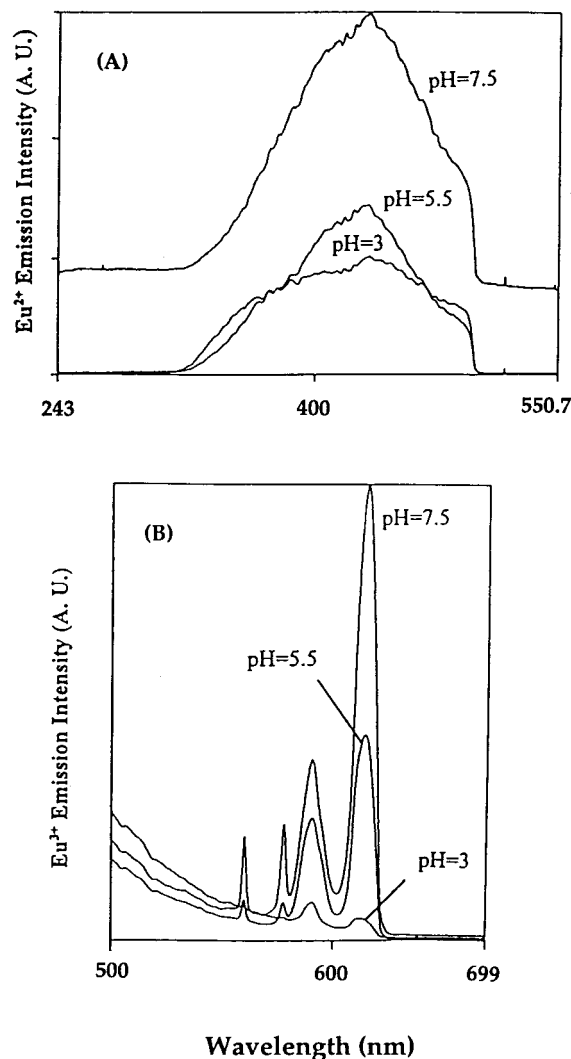 (A)
Eu²⁺ Emission Intensity (A. U.)
pH=7.5
pH=5.5
pH=3
243
400
550.7
(B)
Eu³⁺ Emission Intensity (A. U.)
pH=7.5
pH=5.5
pH=3
500
600
699
Wavelength (nm)